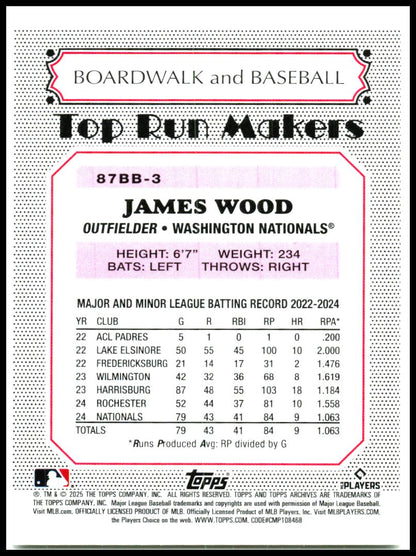 BOARDWALK and BASEBALL
Top Run Makers
87BB-3
JAMES WOOD
OUTFIELDER • WASHINGTON NATIONALS®
HEIGHT: 6'7" WEIGHT: 234
BATS: LEFT THROWS: RIGHT
MAJOR AND MINOR LEAGUE BATTING RECORD 2022-2024
YR CLUB G R RBI RP HR RPA*
22 ACL PADRES 5 1 0 1 0 .200
22 LAKE ELSINORE 50 55 45 100 10 2.000
22 FREDERICKSBURG 21 14 17 31 2 1.476
23 WILMINGTON 42 32 36 68 8 1.619
23 HARRISBURG 87 48 55 103 18 1.184
24 ROCHESTER 52 44 37 81 10 1.558
24 NATIONALS 79 43 41 84 9 1.063
TOTALS 79 43 41 84 9 1.063
*Runs Produced Avg: RP divided by G
Topps
PLAYERS
®, TM & © 2025 THE TOPPS COMPANY, INC. ALL RIGHTS RESERVED. TOPPS AND TOPPS ARCHIVES ARE TRADEMARKS OF
THE TOPPS COMPANY, INC. Major League Baseball trademarks and copyrights are used with permission of Major League Baseball.
Visit MLB.com. OFFICIALLY LICENSED PRODUCT OF MLB. Officially Licensed Product of MLB Players, Inc. Visit MLBPLAYERS.COM,
the Players Choice on the web. WWW.TOPPS.COM. CODE#CMP108468